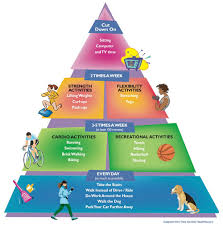 Cut
Down On
Sitting
Computer
and TV time
2 TIMES A WEEK
STRENGTH
ACTIVITIES
Lifting Weights
Curl-ups
Push-ups
FLEXIBILITY
ACTIVITIES
Stretching
Yoga
3-5 TIMES A WEEK
CARDIO ACTIVITIES
Running
Swimming
Brisk Walking
Biking
RECREATIONAL ACTIVITIES
Tennis
Hiking
Basketball
Dancing
EVERYDAY
Take the Stairs
Walk Instead of Drive / Ride
Do Work Around the House
Walk the Dog
Park Your Car Further Away